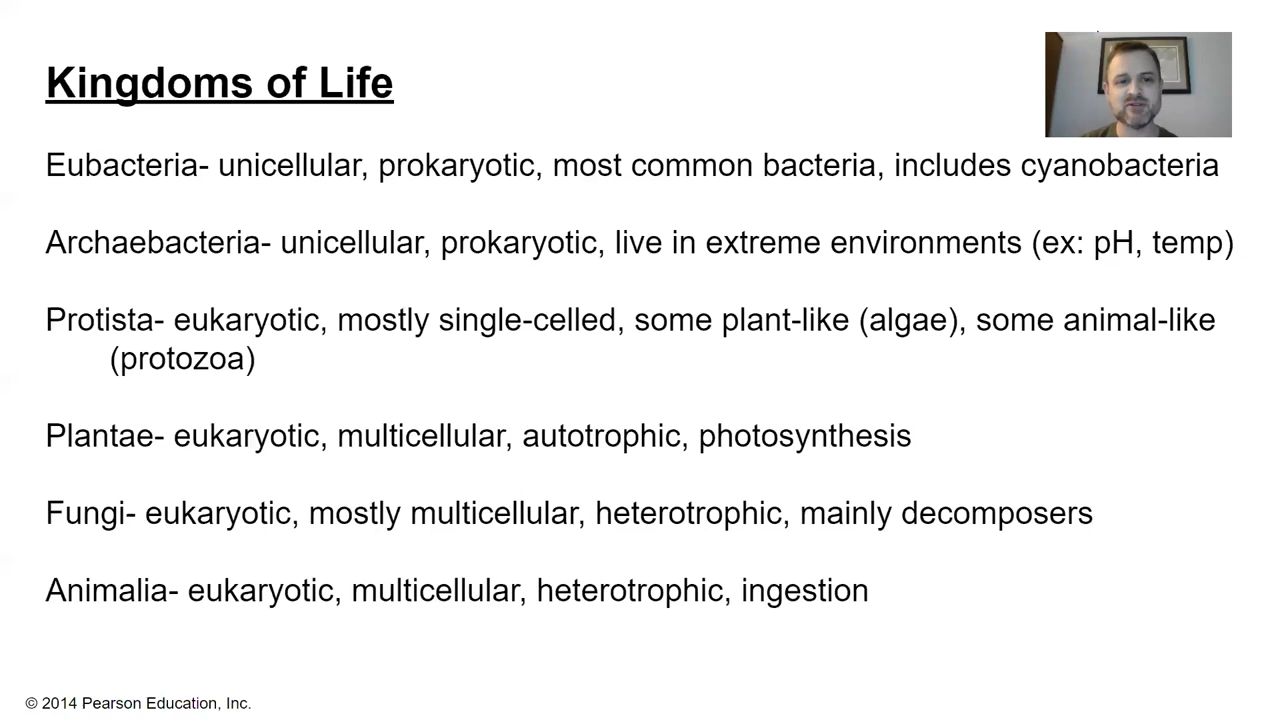 Kingdoms of Life
Eubacteria- unicellular, prokaryotic, most common bacteria, includes cyanobacteria
Archaebacteria- unicellular, prokaryotic, live in extreme environments (ex: pH, temp)
Protista- eukaryotic, mostly single-celled, some plant-like (algae), some animal-like
(protozoa)
Plantae- eukaryotic, multicellular, autotrophic, photosynthesis
Fungi- eukaryotic, mostly multicellular, heterotrophic, mainly decomposers
Animalia- eukaryotic, multicellular, heterotrophic, ingestion
© 2014 Pearson Education, Inc.